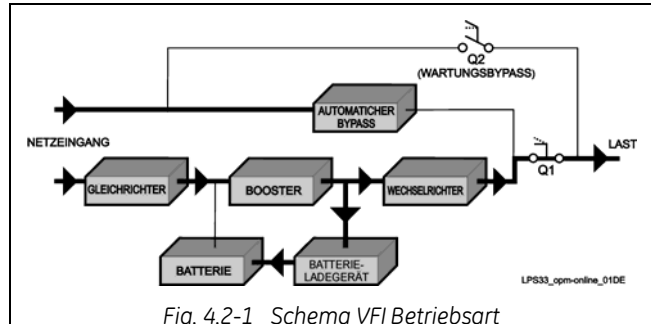 Q2
(WARTUNGSBYPASS)
AUTOMATICHER
BYPASS
NETZEINGANG
LAST
Q1
GLEICHRICHTER
BOOSTER
WECHSELRICHTER
BATTERIE
BATTERIE-
LADEGERÄT
LPS33_opm-online_01DE
Fig. 4.2-1 Schema VFI Betriebsart